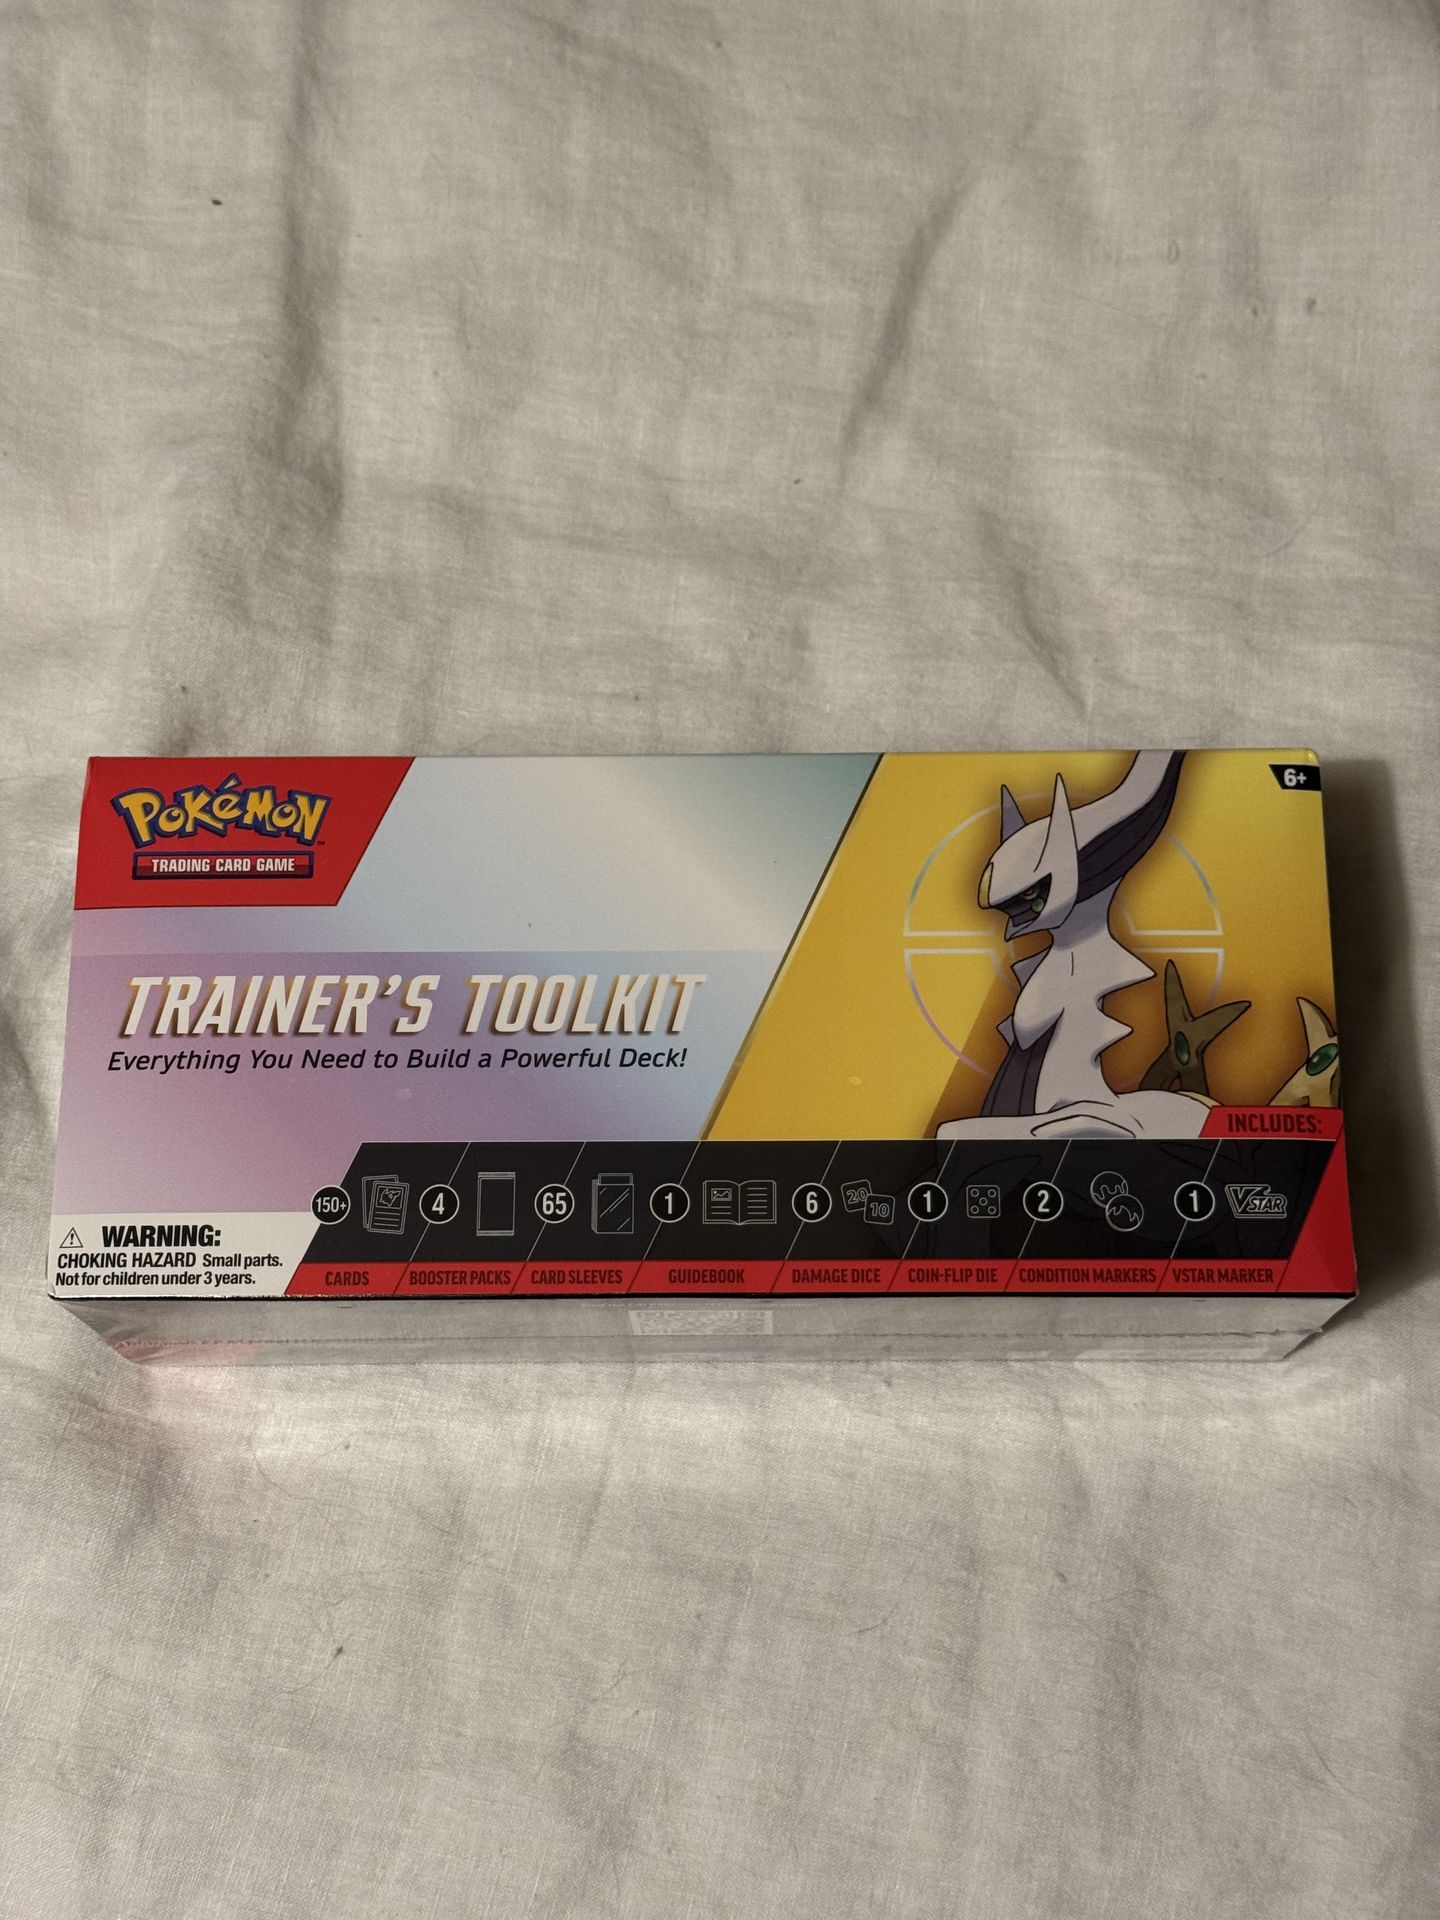 Pokémon
TRADING CARD GAME
6+
TRAINER'S TOOLKIT
Everything You Need to Build a Powerful Deck!
INCLUDES:
150+ 4 65 1 6 20 10 1 2 1 VSTAR
CARDS BOOSTER PACKS CARD SLEEVES GUIDEBOOK DAMAGE DICE COIN-FLIP DIE CONDITION MARKERS VSTAR MARKER
WARNING:
CHOKING HAZARD Small parts.
Not for children under 3 years.